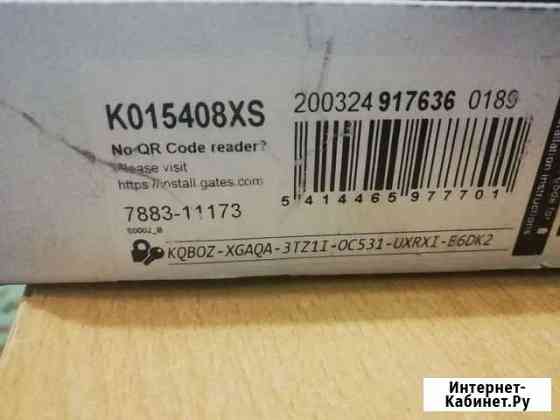 K015408XS
200324 917636 0189
No QR Code reader?
Please visit
https://install.gates.com
5 414465 977701
7883-11173
KQBOZ-XGAQA-3TZ1I-OC531-UXRXI-E6DK2
Интернет-
Кабинет.Ру